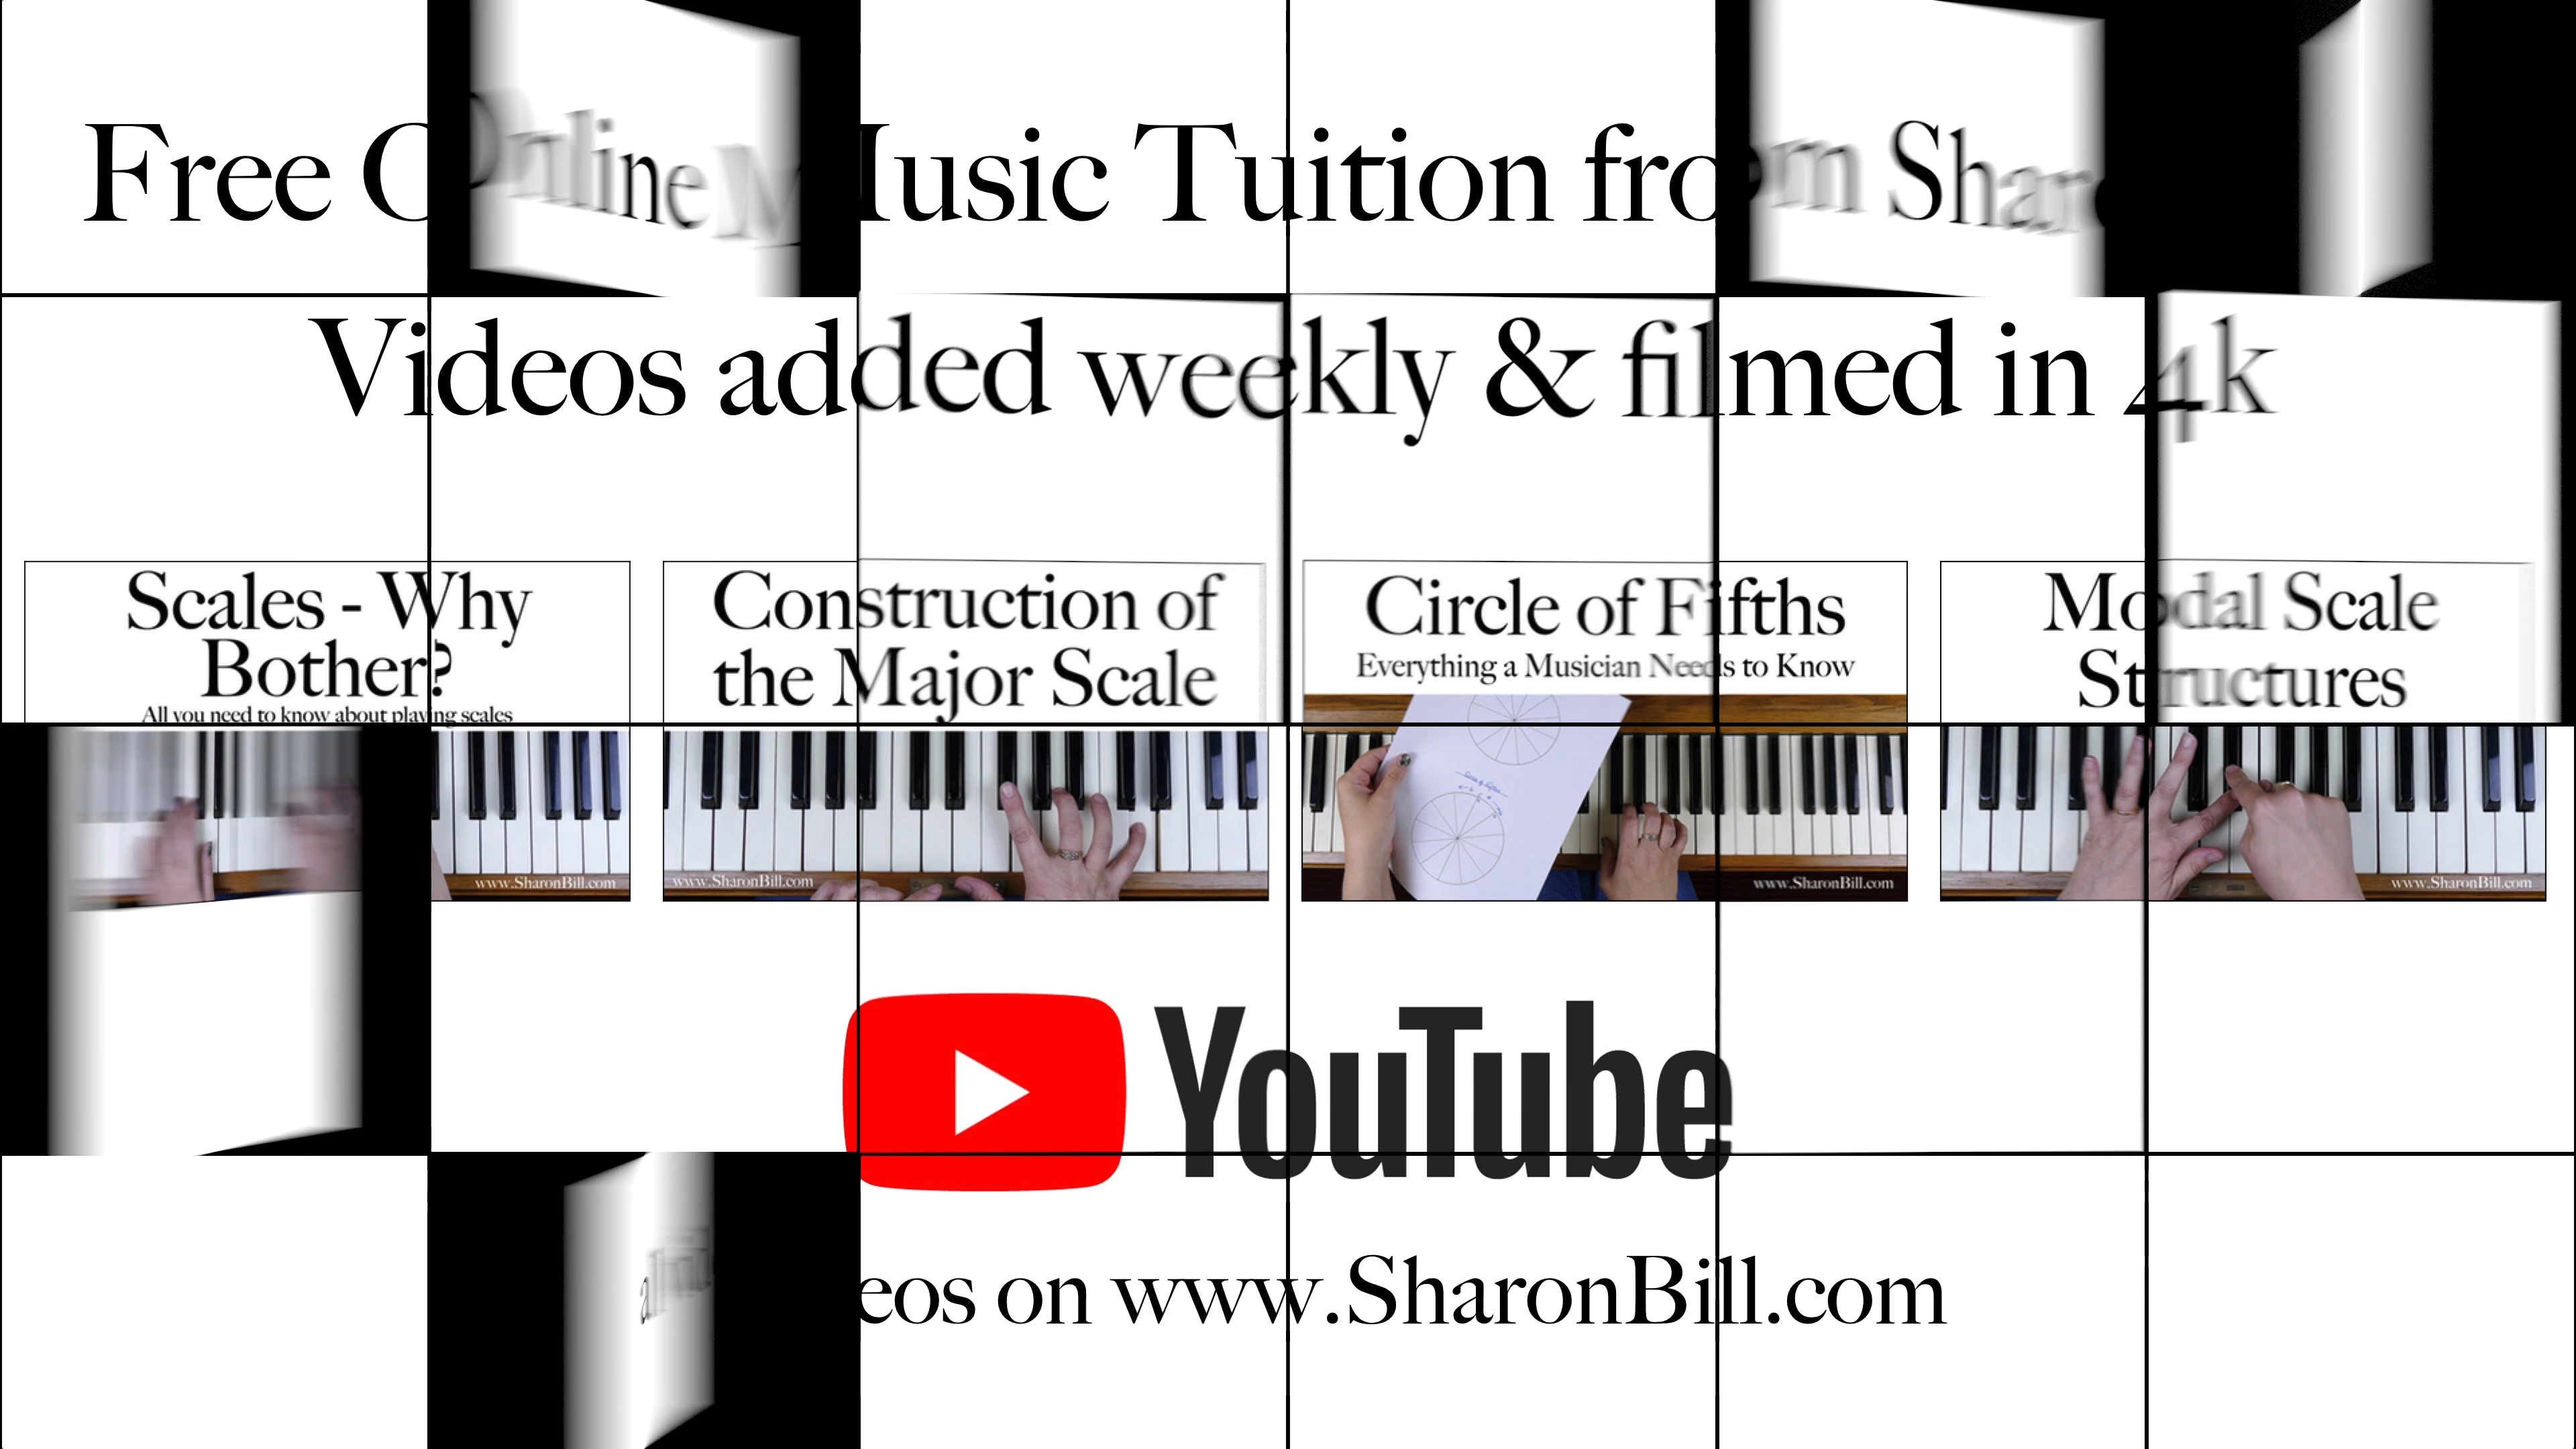 Free Online Music Tuition from Sharo
Videos added weekly & filmed in 4k
Scales - Why
Bother?
All you need to know about playing scales
www.SharonBill.com
Construction of
the Major Scale
www.SharonBill.com
Circle of Fifths
Everything a Musician Needs to Know
www.SharonBill.com
Modal Scale
Structures
www.SharonBill.com
YouTube
eos on www.SharonBill.com